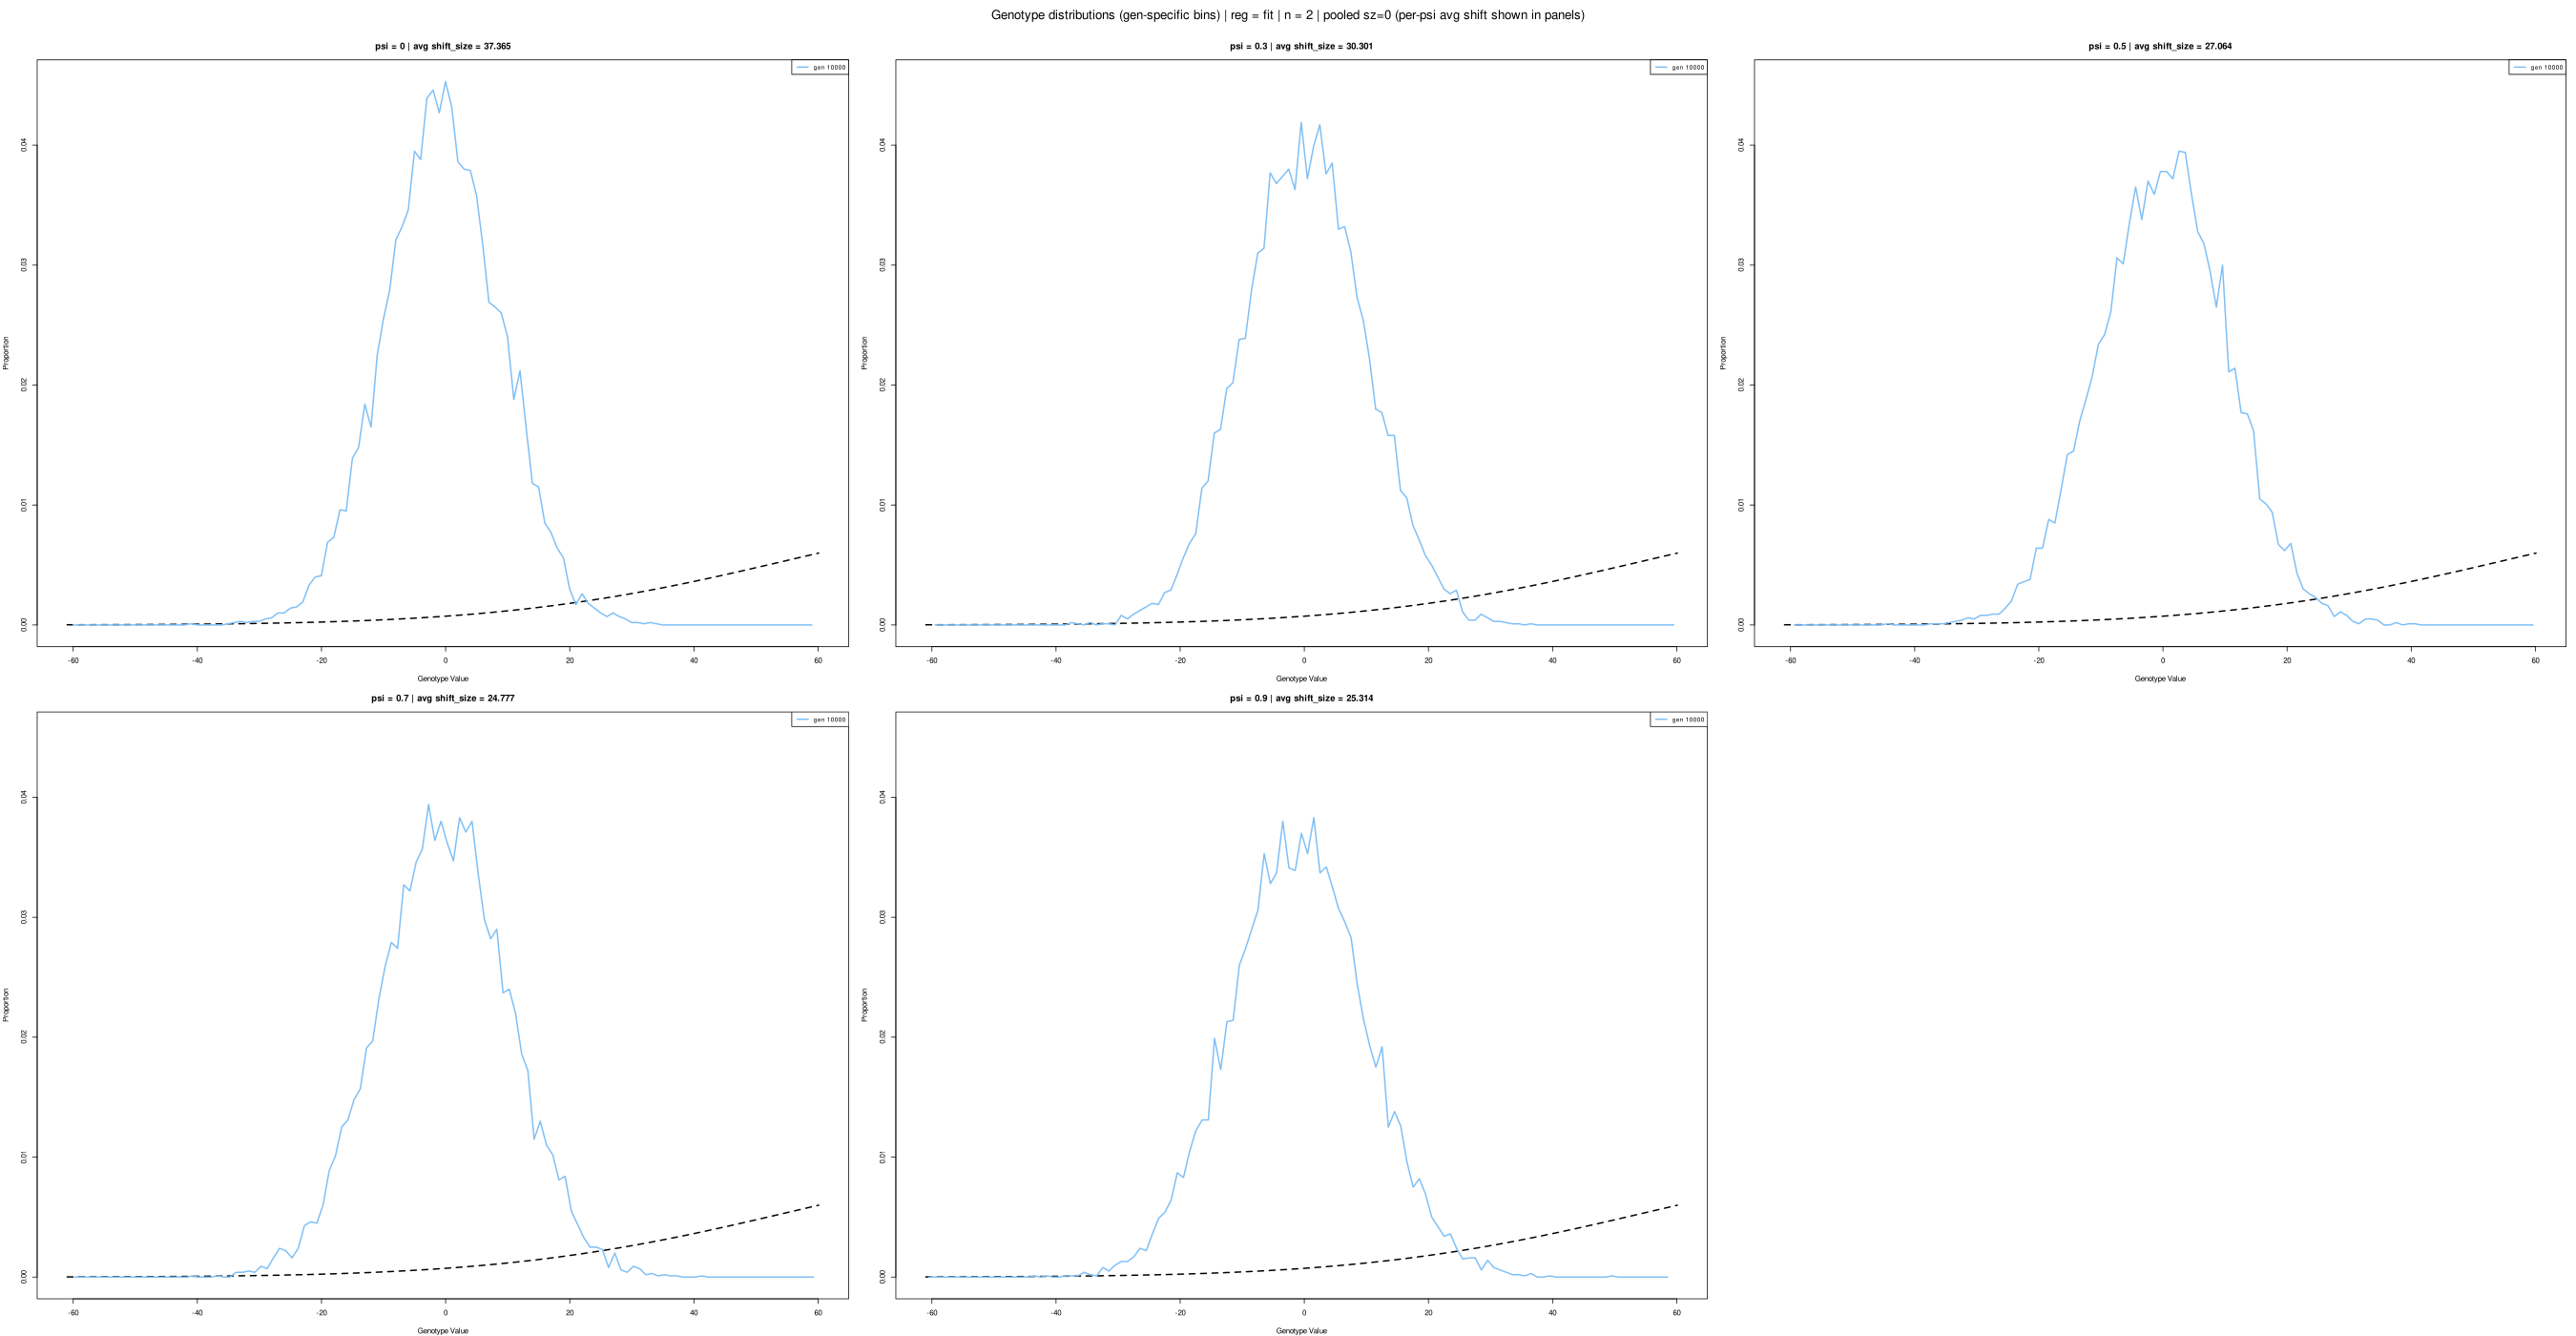 Genotype distributions (gen-specific bins) | reg = fit | n = 2 | pooled sz=0 (per-psi avg shift shown in panels)
psi = 0 | avg shift_size = 37.365
gen 10000
Proportion
0.04
0.03
0.02
0.01
0.00
-60 -40 -20 0 20 40 60
Genotype Value
psi = 0.3 | avg shift_size = 30.301
gen 10000
Proportion
0.04
0.03
0.02
0.01
0.00
-60 -40 -20 0 20 40 60
Genotype Value
psi = 0.5 | avg shift_size = 27.064
gen 10000
Proportion
0.04
0.03
0.02
0.01
0.00
-60 -40 -20 0 20 40 60
Genotype Value
psi = 0.7 | avg shift_size = 24.777
gen 10000
Proportion
0.04
0.03
0.02
0.01
0.00
-60 -40 -20 0 20 40 60
Genotype Value
psi = 0.9 | avg shift_size = 25.314
gen 10000
Proportion
0.04
0.03
0.02
0.01
0.00
-60 -40 -20 0 20 40 60
Genotype Value